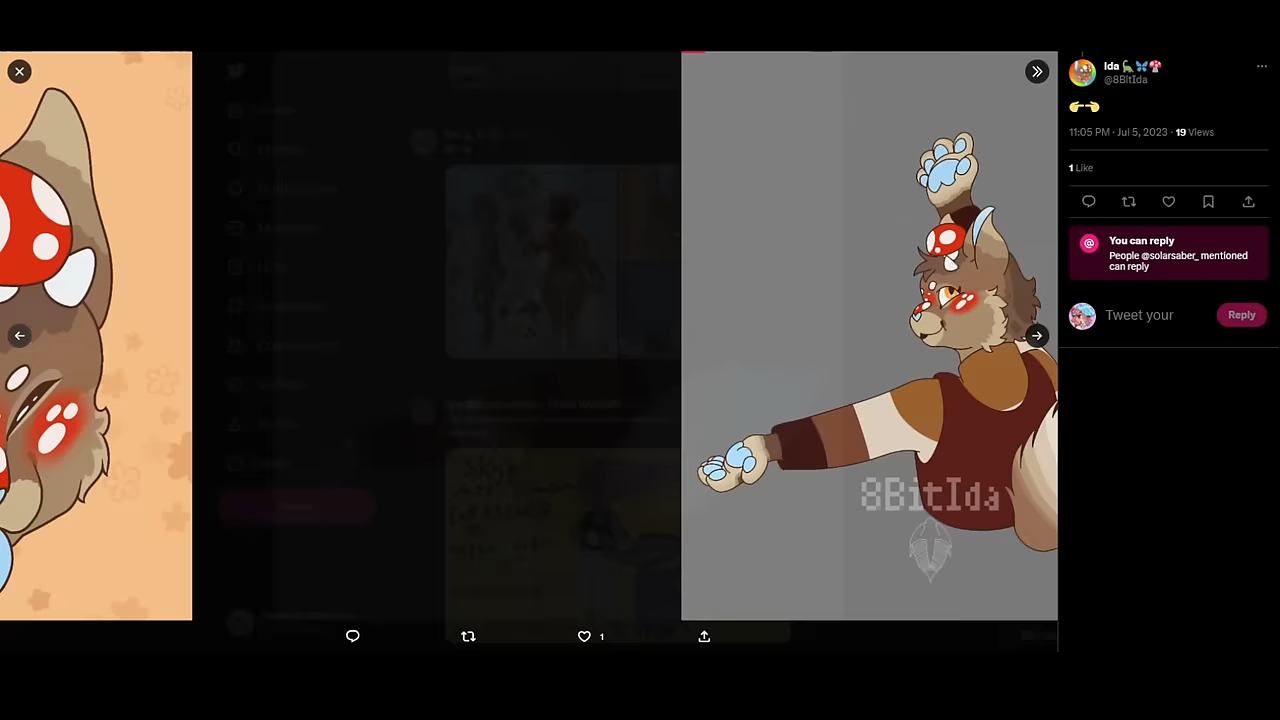 Ida
@8BitIda
11:05 PM · Jul 5, 2023 · 19 Views
1 Like
@
You can reply
People @solarsaber_ mentioned
can reply
Tweet your
Reply
8BitIda
1